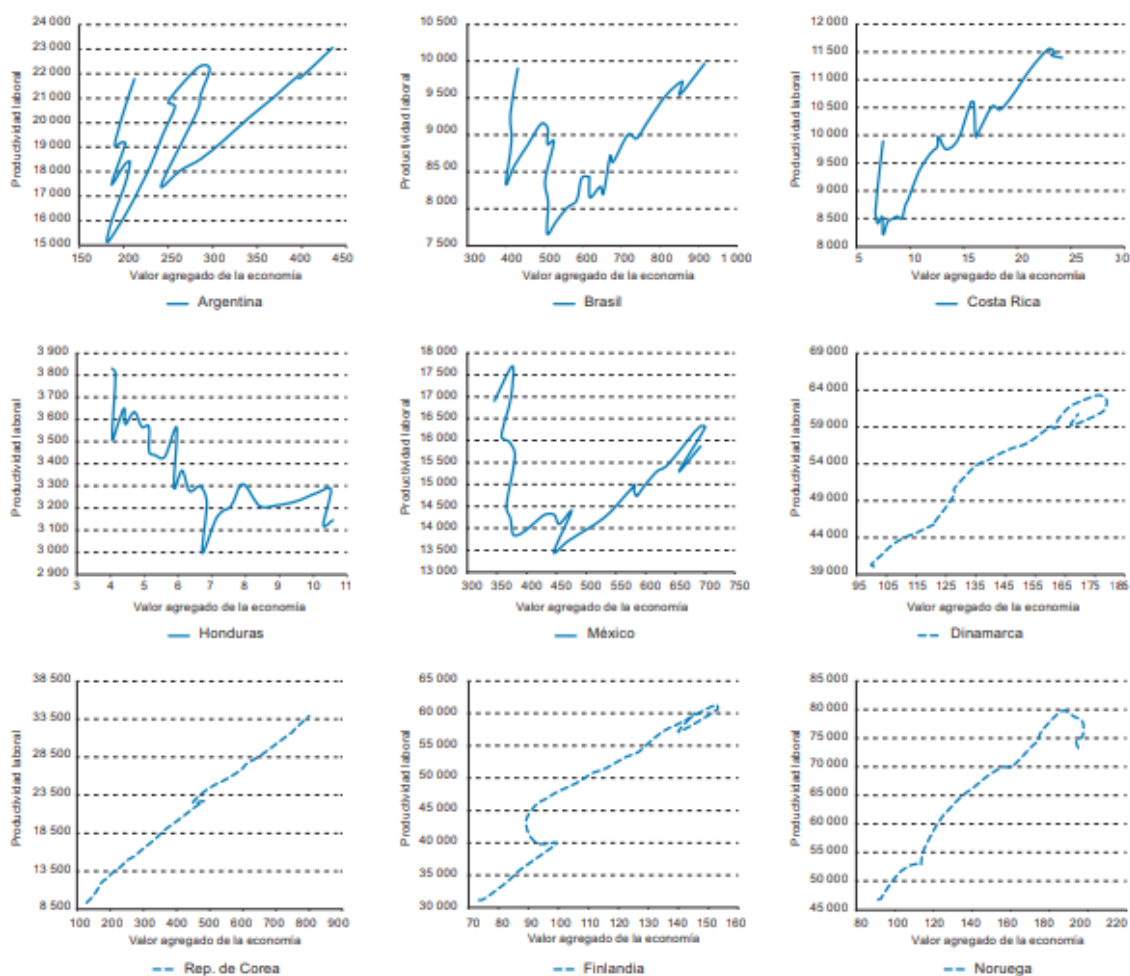 24 000
23 000
22 000
21 000
20 000
19 000
18 000
17 000
16 000
15 000
Productividad laboral
150 200 250 300 350 400 450
Valor agregado de la economía
Argentina
10 500
10 000
9 500
9 000
8 500
8 000
7 500
Productividad laboral
300 400 500 600 700 800 900 1 000
Valor agregado de la economía
Brasil
12 000
11 500
11 000
10 500
10 000
9 500
9 000
8 500
8 000
Productividad laboral
5 10 15 20 25 30
Valor agregado de la economía
Costa Rica
3 900
3 800
3 700
3 600
3 500
3 400
3 300
3 200
3 100
3 000
2 900
Productividad laboral
3 4 5 6 7 8 9 10 11
Valor agregado de la economía
Honduras
18 000
17 500
17 000
16 500
16 000
15 500
15 000
14 500
14 000
13 500
13 000
Productividad laboral
300 350 400 450 500 550 600 650 700 750
Valor agregado de la economía
México
69 000
64 000
59 000
54 000
49 000
44 000
39 000
Productividad laboral
95 105 115 125 135 145 155 165 175 185
Valor agregado de la economía
Dinamarca
38 500
33 500
28 500
23 500
18 500
13 500
8 500
Productividad laboral
100 200 300 400 500 600 700 800 900
Valor agregado de la economía
Rep. de Corea
65 000
60 000
55 000
50 000
45 000
40 000
35 000
30 000
Productividad laboral
70 80 90 100 110 120 130 140 150 160
Valor agregado de la economía
Finlandia
85 000
80 000
75 000
70 000
65 000
60 000
55 000
50 000
45 000
Productividad laboral
80 100 120 140 160 180 200 220
Valor agregado de la economía
Noruega